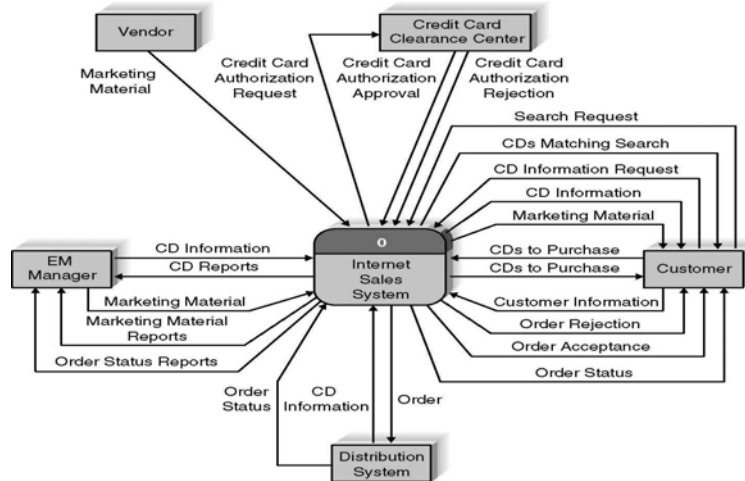 Vendor
Credit Card
Clearance Center
Marketing
Material
Credit Card
Authorization
Request
Credit Card
Authorization
Approval
Credit Card
Authorization
Rejection
Search Request
CDs Matching Search
CD Information Request
CD Information
Marketing Material
0
Internet
Sales
System
EM
Manager
CD Information
CD Reports
Marketing Material
Marketing Material
Reports
Order Status Reports
CDs to Purchase
CDs to Purchase
Customer
Customer Information
Order Rejection
Order Acceptance
Order Status
Order
Status
CD
Information
Order
Distribution
System